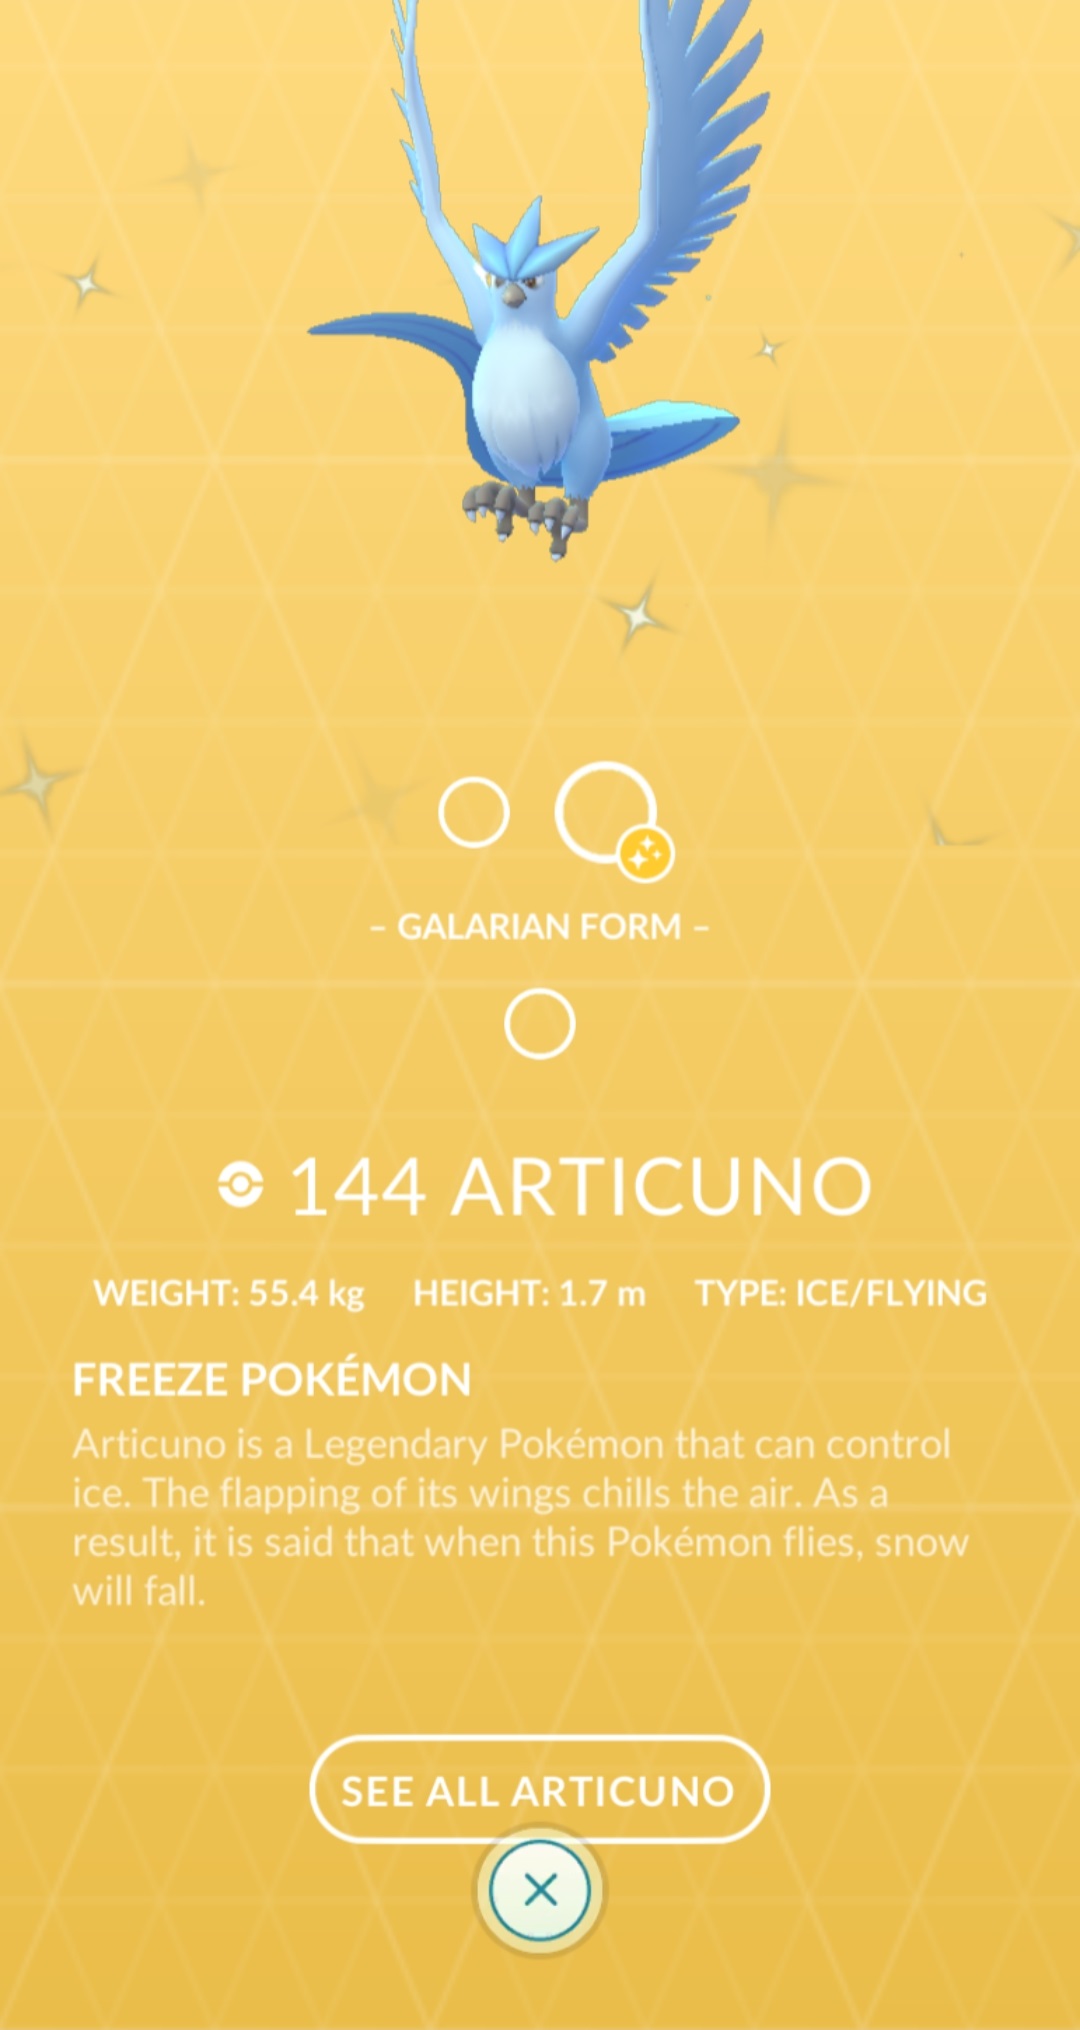 – GALARIAN FORM –
144 ARTICUNO
WEIGHT: 55.4 kg HEIGHT: 1.7 m TYPE: ICE/FLYING
FREEZE POKÉMON
Articuno is a Legendary Pokémon that can control
ice. The flapping of its wings chills the air. As a
result, it is said that when this Pokémon flies, snow
will fall.
SEE ALL ARTICUNO